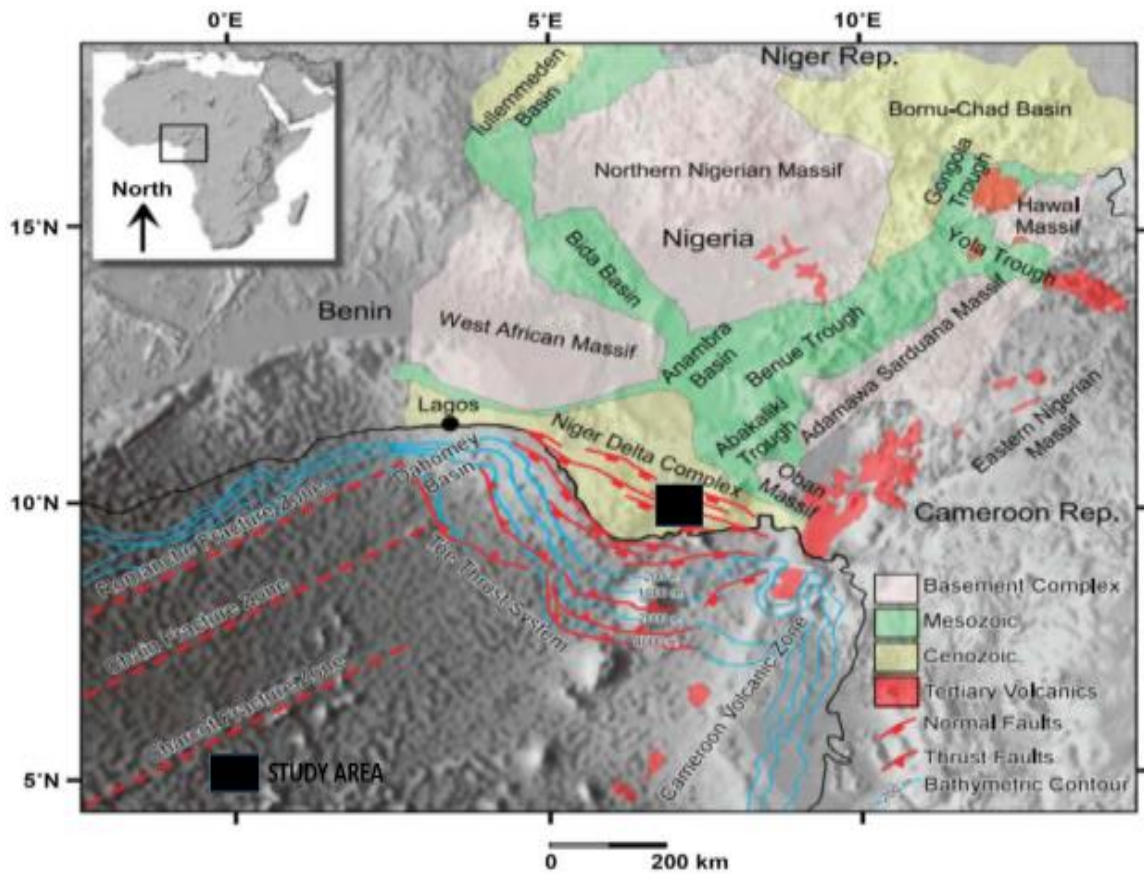 0°E
5°E
10°E
15°N
10°N
5°N
North
Niger Rep.
Iullemmeden
Basin
Bornu-Chad Basin
Northern Nigerian Massif
Gongola
Trough
Hawal
Massif
Nigeria
Yola Trough
Bida Basin
Benin
West African Massif
Anambra
Basin
Benue Trough
Adamawa Sarduana Massif
Abakaliki
Trough
Eastern Nigerian
Massif
Lagos
Niger Delta Complex
Oban
Massif
Dahomey
Basin
Cameroon Rep.
Romanche Fracture Zone
Chain Fracture Zone
Charcot Fracture Zone
Toe Thrust System
Cameroon Volcanic Zone
Basement Complex
Mesozoic
Cenozoic
Tertiary Volcanics
Normal Faults
Thrust Faults
Bathymetric Contour
STUDY AREA
0
200 km